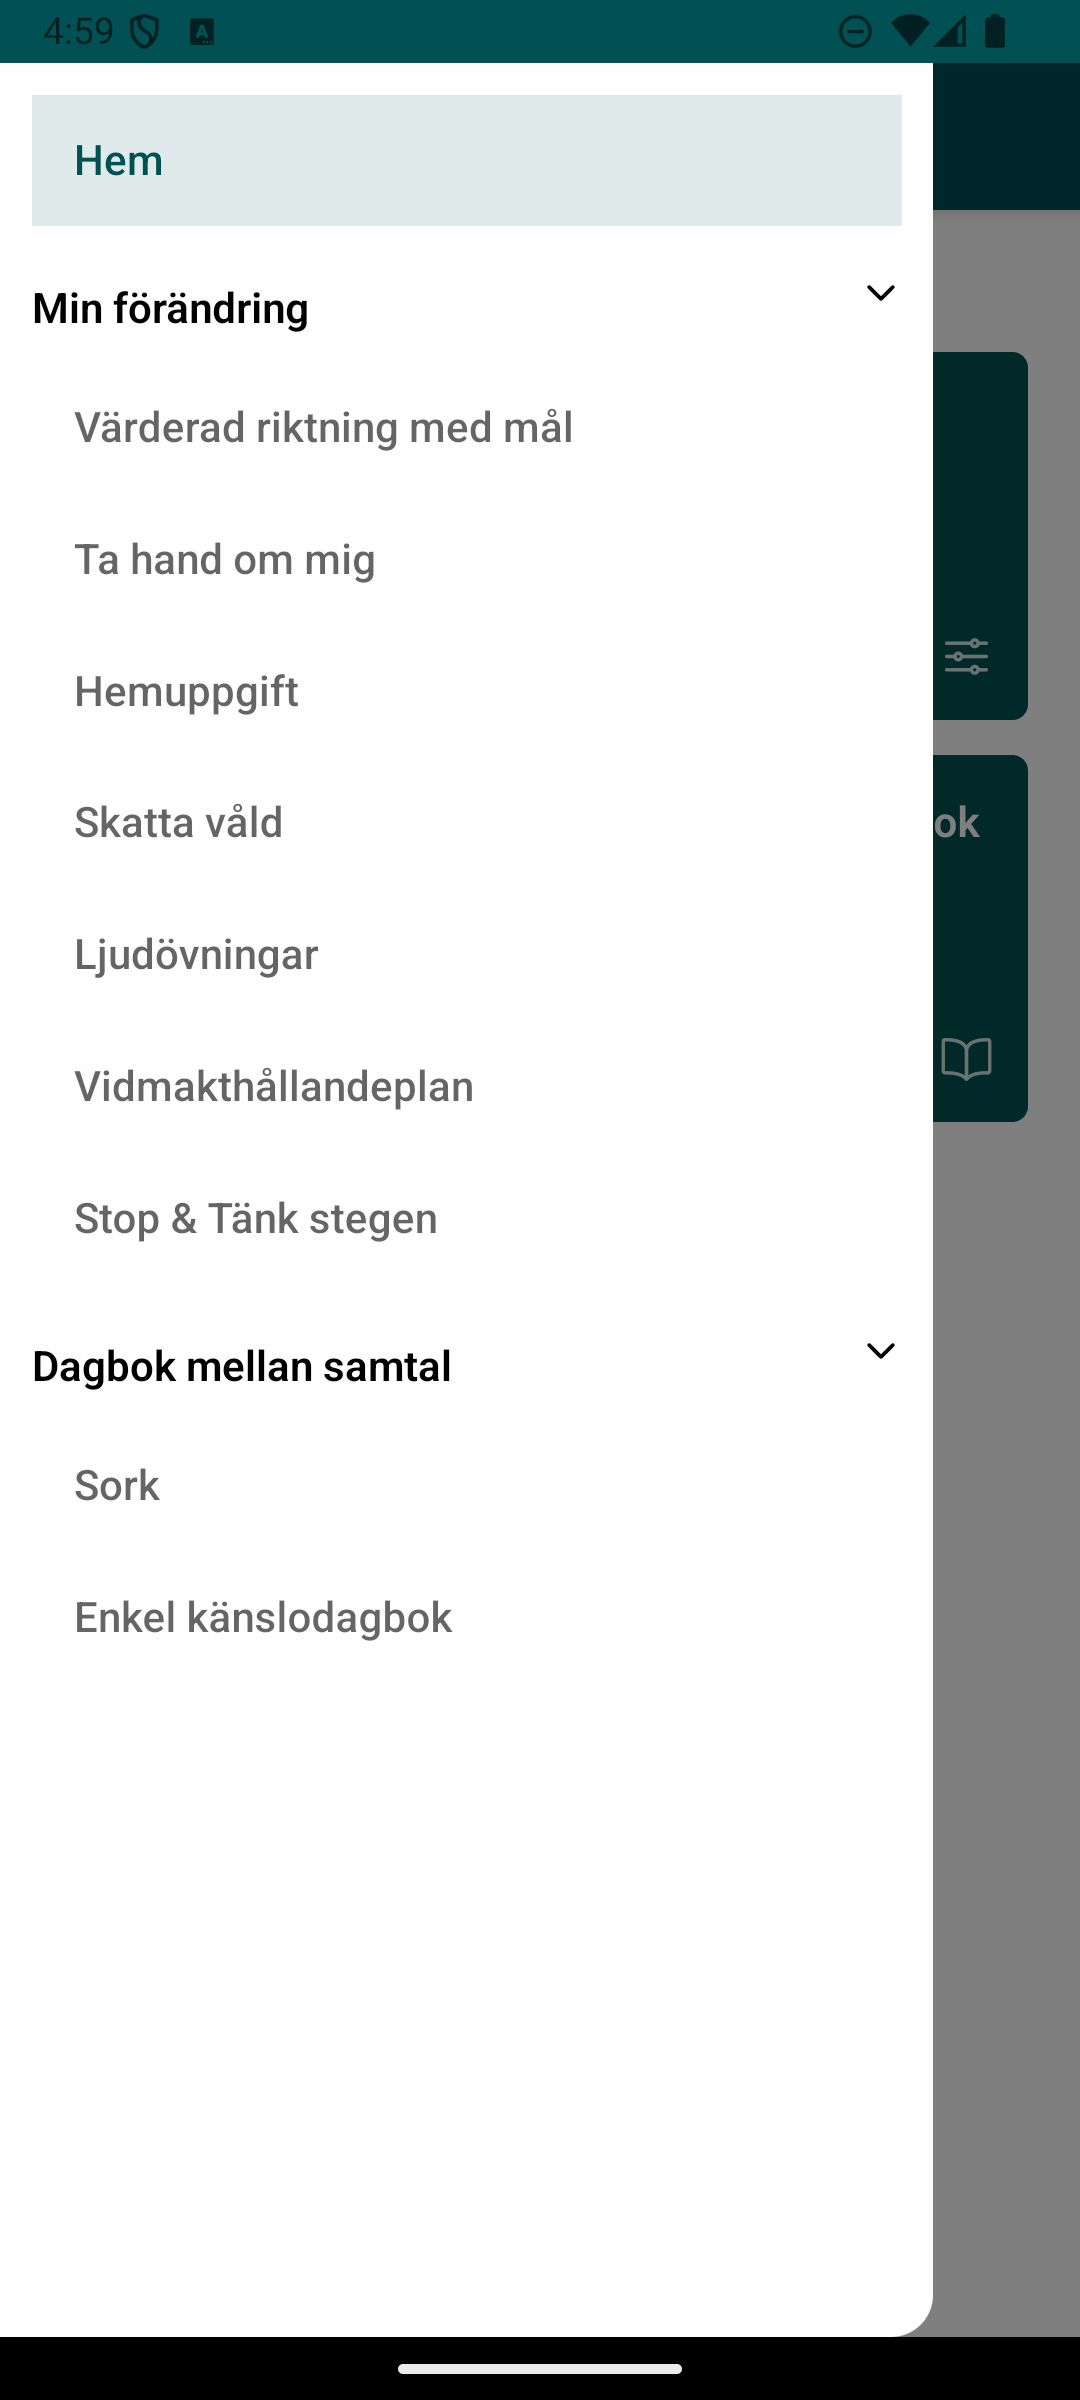 4:59
Hem
Min förändring
Värderad riktning med mål
Ta hand om mig
Hemuppgift
Skatta våld
ok
Ljudövningar
Vidmakthållandeplan
Stop & Tänk stegen
Dagbok mellan samtal
Sork
Enkel känslodagbok